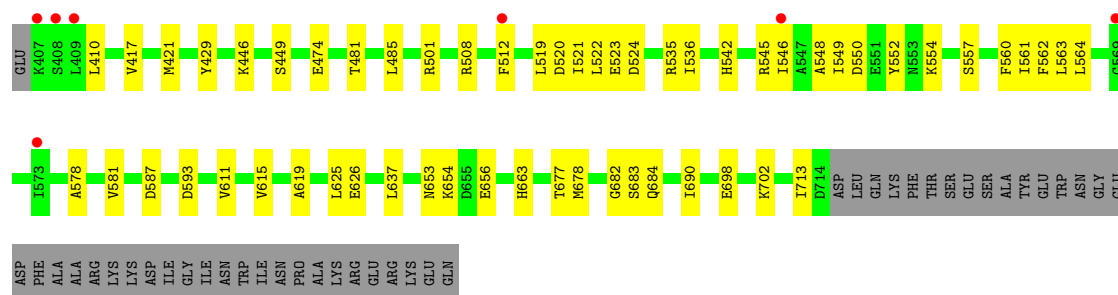 GLU K407 S408 L409 L410 V417 M421 Y429 K446 S449 E474 T481 L485 R501 R508 F512 L519 D520 I521 L522 E523 D524 R535 I536 H542 R545 I546 A547 A548 I549 D550 E551 Y552 N553 K554 S557 F560 I561 F562 L563 L564 G569
I573 A578 V581 D587 D593 V611 V615 A619 L625 E626 L637 N653 K654 D655 E656 H663 T677 M678 G682 S683 Q684 I690 E698 K702 I713 D714 ASP LEU GLN LYS PHE THR SER GLU SER ALA TYR GLU TRP ASN GLY GLU
ASP PHE ALA ALA ARG LYS LYS ASP ILE GLY ILE ASN TRP ILE ASN PRO ALA LYS ARG GLU ARG LYS GLU GLN